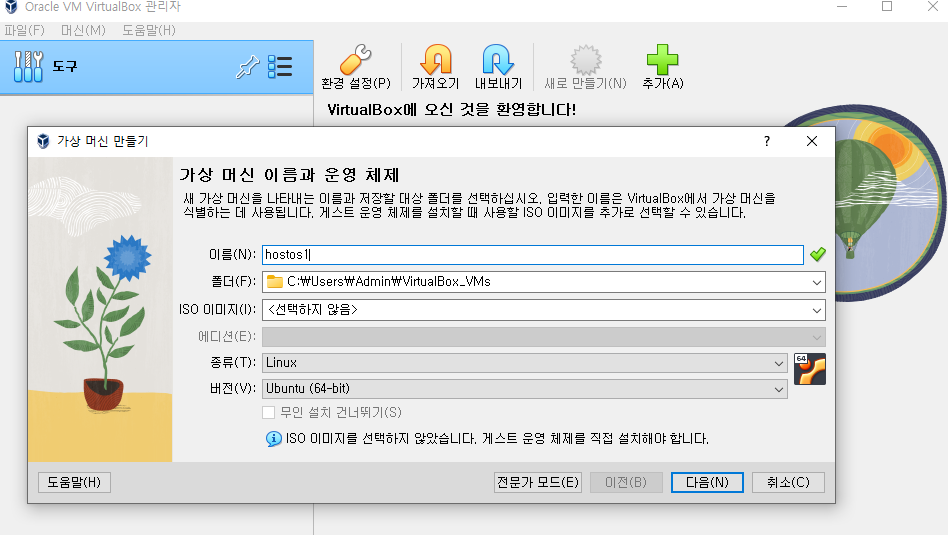 Oracle VM VirtualBox 관리자
파일(F) 머신(M) 도움말(H)
도구
환경 설정(P) 가져오기 내보내기 새로 만들기(N) 추가(A)
VirtualBox에 오신 것을 환영합니다!
가상 머신 만들기
가상 머신 이름과 운영 체제
새 가상 머신을 나타내는 이름과 저장할 대상 폴더를 선택하십시오. 입력한 이름은 VirtualBox에서 가상 머신을
식별하는 데 사용됩니다. 게스트 운영 체제를 설치할 때 사용할 ISO 이미지를 추가로 선택할 수 있습니다.
이름(N): hostos1
폴더(F): C:₩Users₩Admin₩VirtualBox_VMs
ISO 이미지(I): <선택하지 않음>
에디션(E):
종류(T): Linux
64
버전(V): Ubuntu (64-bit)
무인 설치 건너뛰기(S)
ISO 이미지를 선택하지 않았습니다. 게스트 운영 체제를 직접 설치해야 합니다.
도움말(H) 전문가 모드(E) 이전(B) 다음(N) 취소(C)